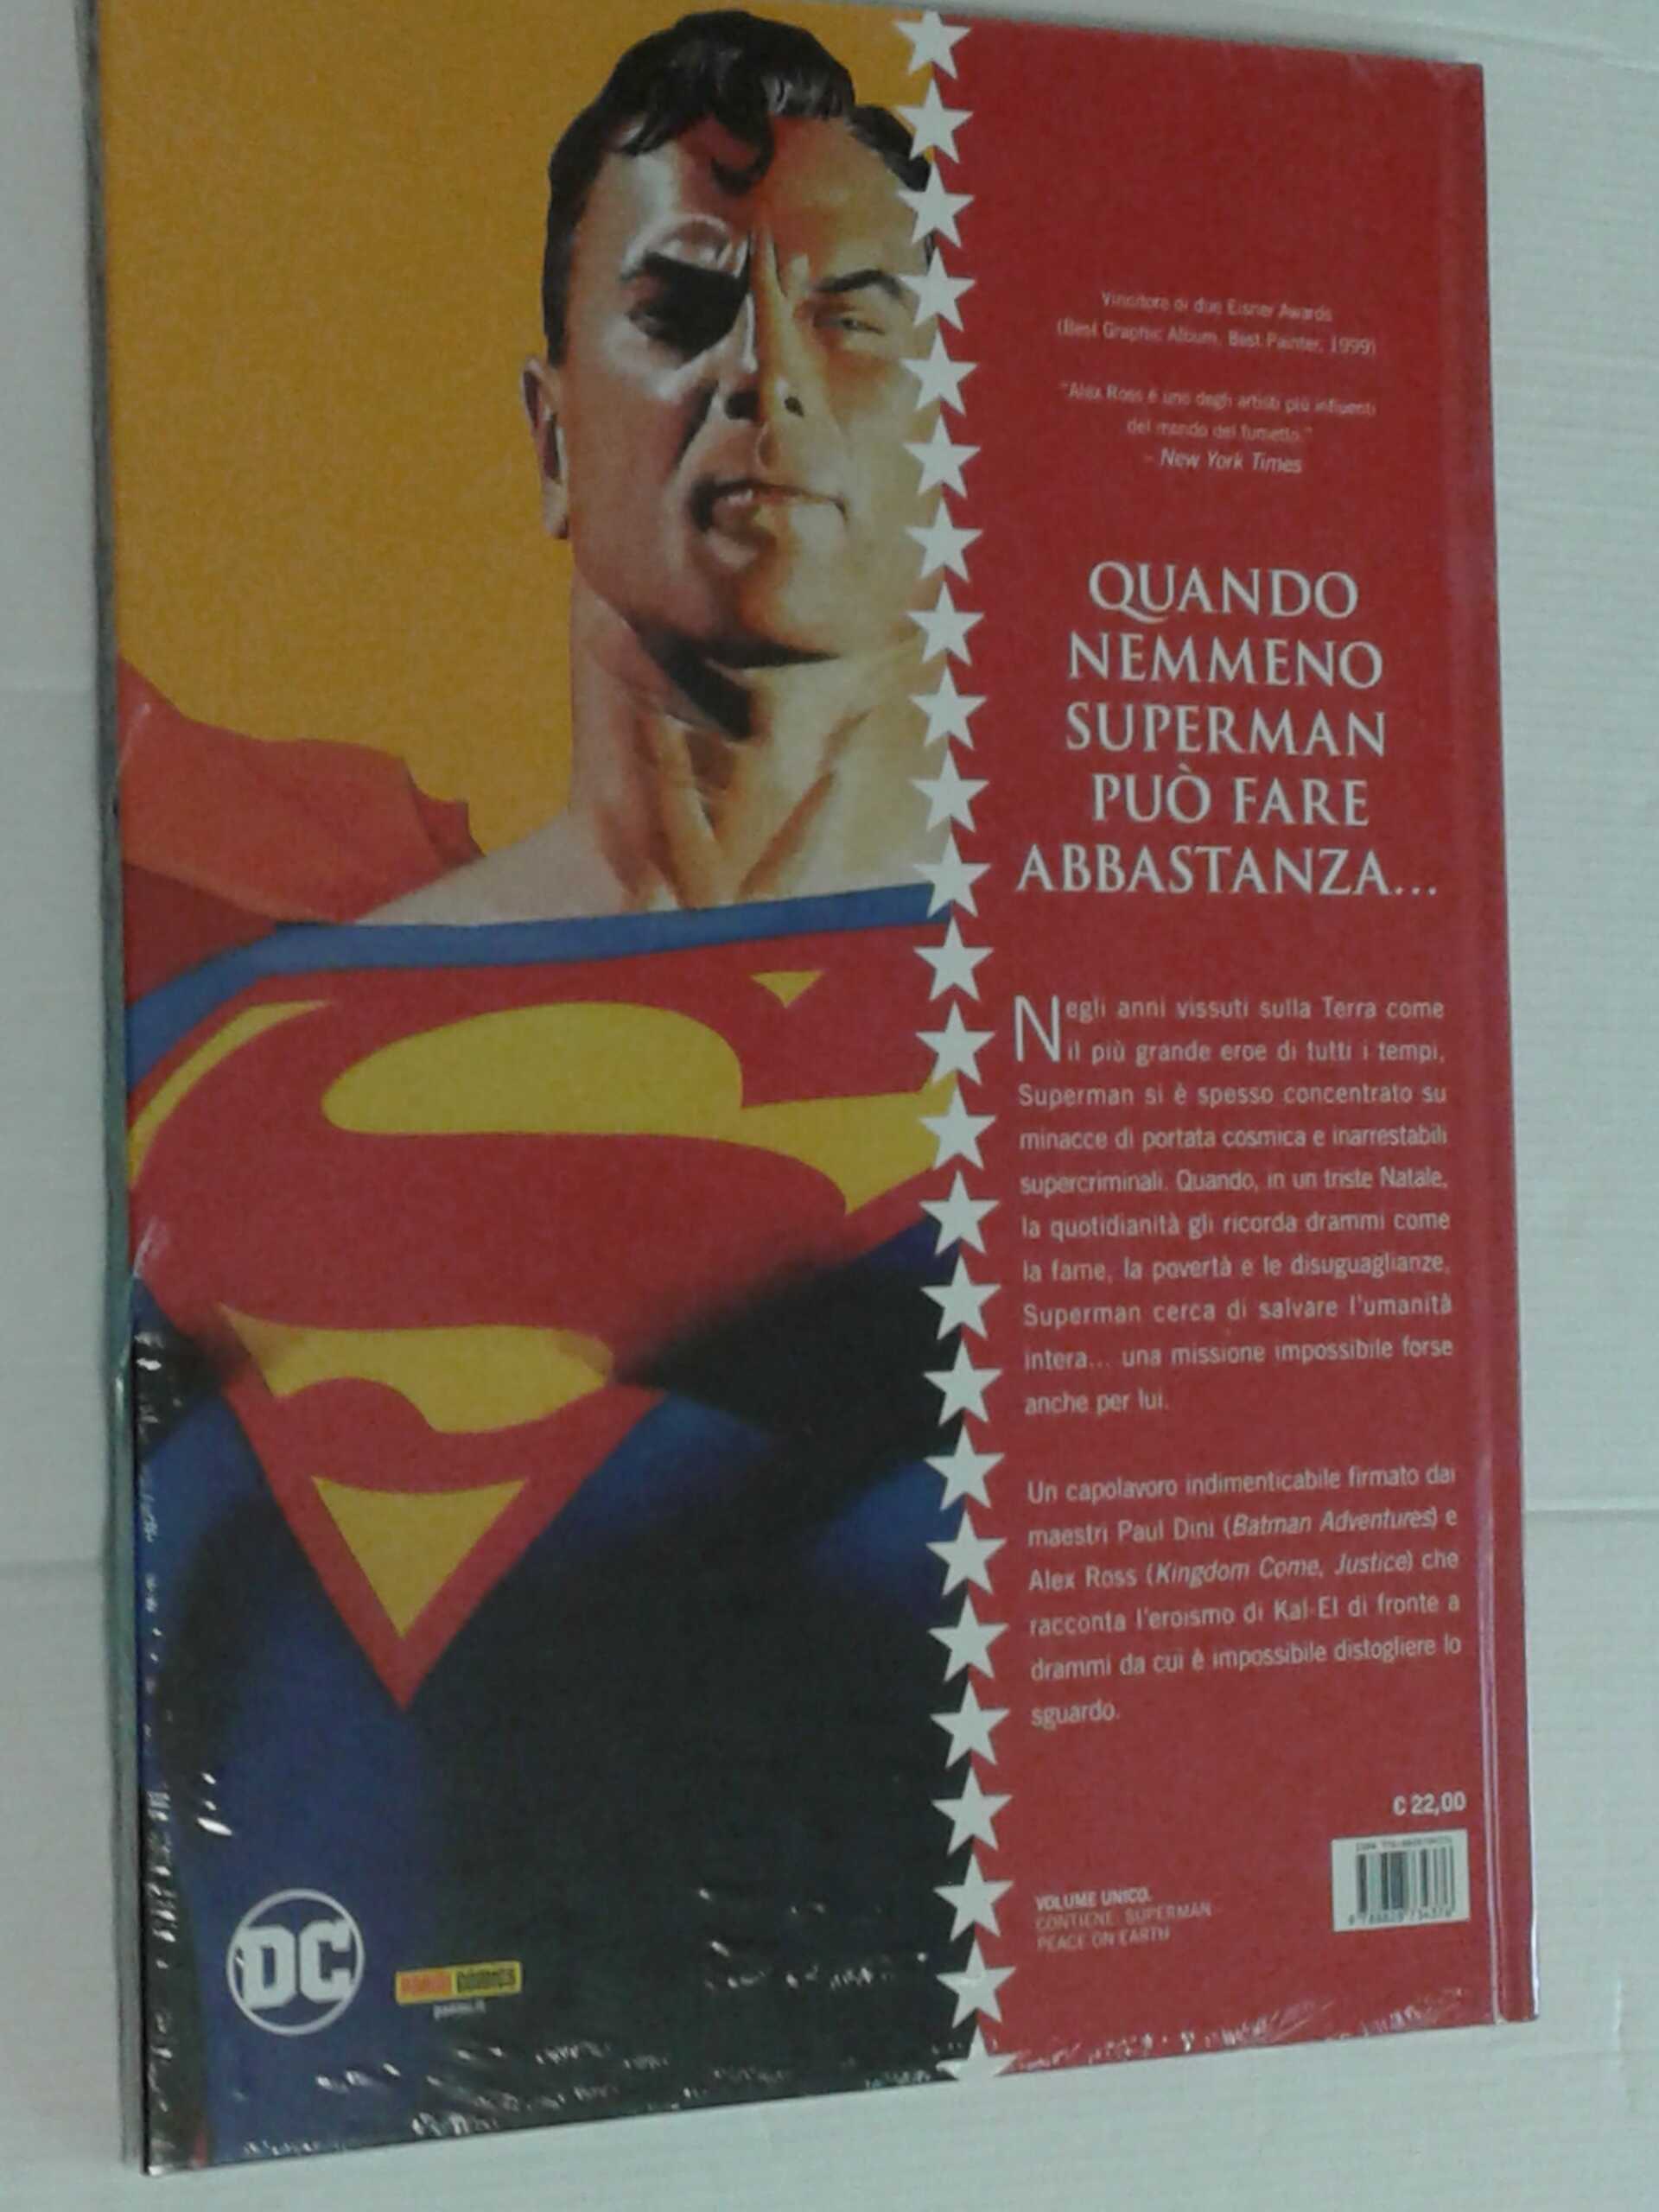 Vincitore di due Eisner Awards
(Best Graphic Album, Best Painter, 1999)
"Alex Ross è uno degli artisti più influenti
del mondo del fumetto."
- New York Times
QUANDO
NEMMENO
SUPERMAN
PUÒ FARE
ABBASTANZA...
Negli anni vissuti sulla Terra come
il più grande eroe di tutti i tempi,
Superman si è spesso concentrato su
minacce di portata cosmica e inarrestabili
supercriminali. Quando, in un triste Natale,
la quotidianità gli ricorda drammi come
la fame, la povertà e le disuguaglianze,
Superman cerca di salvare l'umanità
intera... una missione impossibile forse
anche per lui.
Un capolavoro indimenticabile firmato dai
maestri Paul Dini (Batman Adventures) e
Alex Ross (Kingdom Come, Justice) che
racconta l'eroismo di Kal-El di fronte a
drammi da cui è impossibile distogliere lo
sguardo.
€ 22,00
VOLUME UNICO.
CONTIENE: SUPERMAN:
PEACE ON EARTH
DC
PANINI COMICS
panini.it